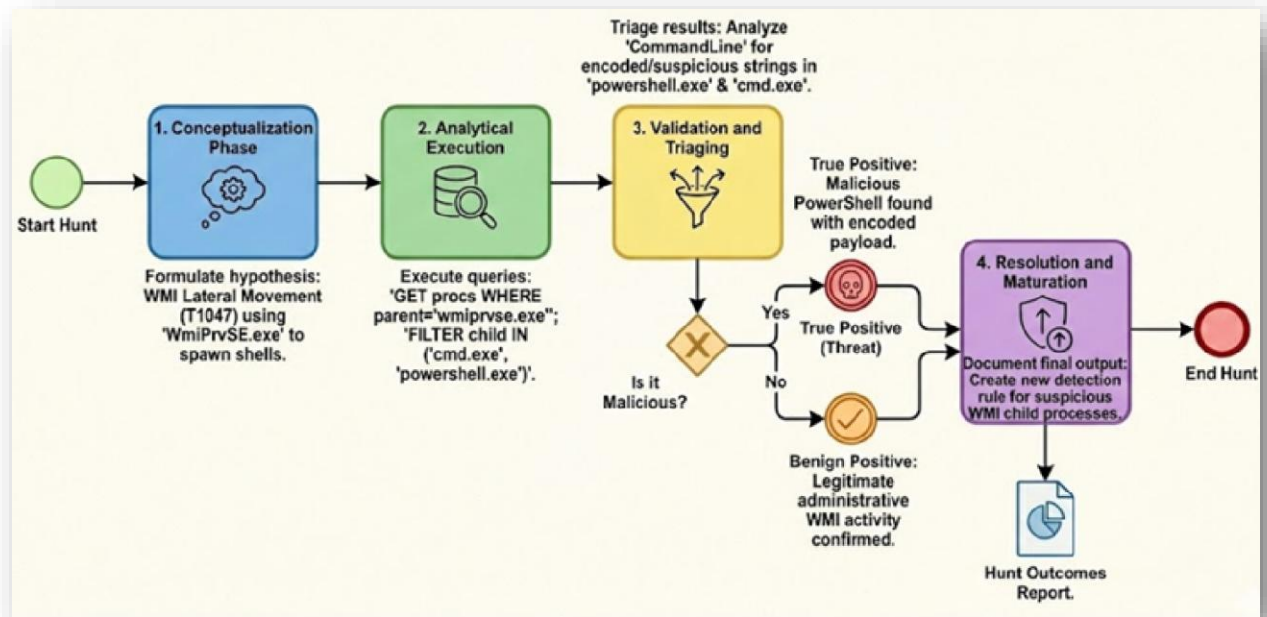 Triage results: Analyze
'CommandLine' for
encoded/suspicious strings in
'powershell.exe' & 'cmd.exe'.
Start Hunt
1. Conceptualization
Phase
Formulate hypothesis:
WMI Lateral Movement
(T1047) using
'WmiPrvSE.exe' to
spawn shells.
2. Analytical
Execution
Execute queries:
'GET procs WHERE
parent='wmiprvse.exe";
'FILTER child IN
('cmd.exe',
'powershell.exe')'.
3. Validation and
Triaging
Is it
Malicious?
Yes
No
True Positive:
Malicious
PowerShell found
with encoded
payload.
True Positive
(Threat)
Benign Positive:
Legitimate
administrative
WMI activity
confirmed.
4. Resolution and
Maturation
Document final output:
Create new detection
rule for suspicious
WMI child processes.
Hunt Outcomes
Report.
End Hunt